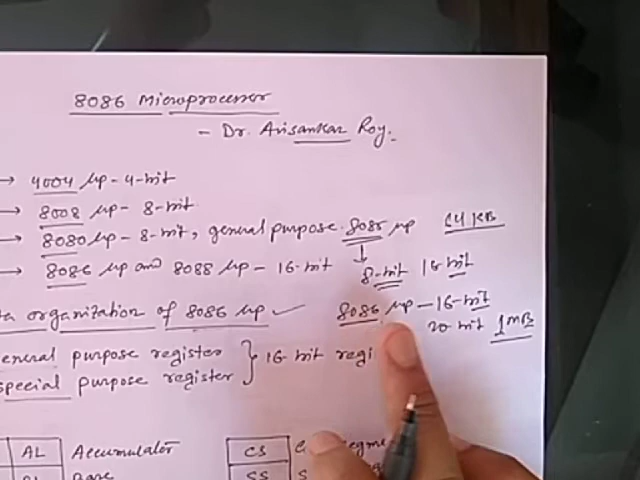 8086 Microprocessor
- Dr. Arisankar Roy.
→ 4004 μp - 4-bit
→ 8008 μp - 8-bit
→ 8080 μp - 8-bit, general purpose. 8085 μp 64 KB
→ 8086 μp and 8088 μp - 16-bit 8-bit 16 bit
ta organization of 8086 μp ✓ 8086 μp - 16-bit
20 bit 1MB
eneral purpose register
special purpose register } 16 bit regi
AL Accumulator CS
Base SS